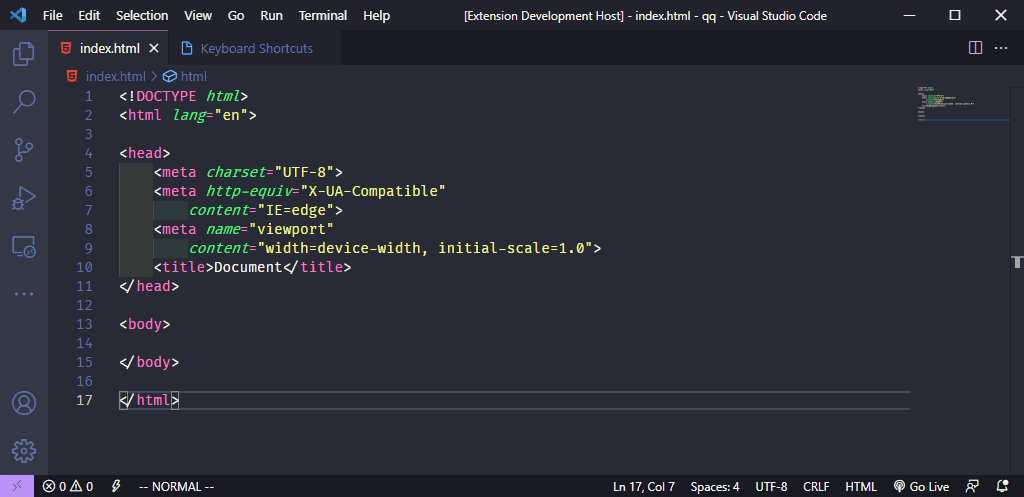 File Edit Selection View Go Run Terminal Help [Extension Development Host] - index.html - qq - Visual Studio Code
index.html Keyboard Shortcuts
index.html > html
1 <!DOCTYPE html>
2 <html lang="en">
3
4 <head>
5 <meta charset="UTF-8">
6 <meta http-equiv="X-UA-Compatible"
7 content="IE=edge">
8 <meta name="viewport"
9 content="width=device-width, initial-scale=1.0">
10 <title>Document</title>
11 </head>
12
13 <body>
14
15 </body>
16
17 </html>
0 0 -- NORMAL -- Ln 17, Col 7 Spaces: 4 UTF-8 CRLF HTML Go Live